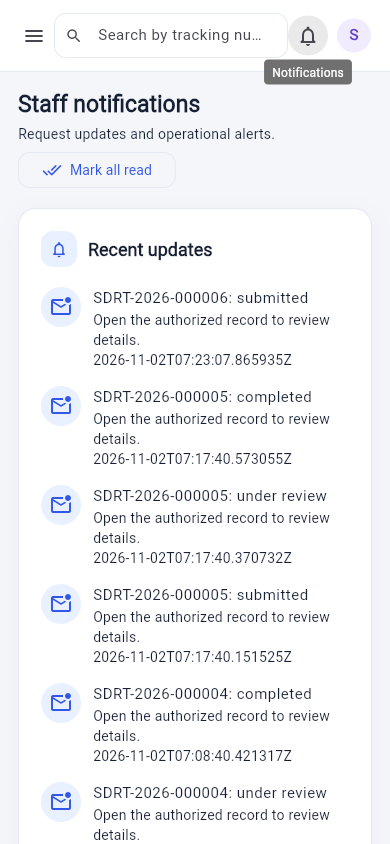 Search by tracking nu…
S
Notifications
Staff notifications
Request updates and operational alerts.
Mark all read
Recent updates
SDRT-2026-000006: submitted
Open the authorized record to review
details.
2026-11-02T07:23:07.865935Z
SDRT-2026-000005: completed
Open the authorized record to review
details.
2026-11-02T07:17:40.573055Z
SDRT-2026-000005: under review
Open the authorized record to review
details.
2026-11-02T07:17:40.370732Z
SDRT-2026-000005: submitted
Open the authorized record to review
details.
2026-11-02T07:17:40.151525Z
SDRT-2026-000004: completed
Open the authorized record to review
details.
2026-11-02T07:08:40.421317Z
SDRT-2026-000004: under review
Open the authorized record to review
details.